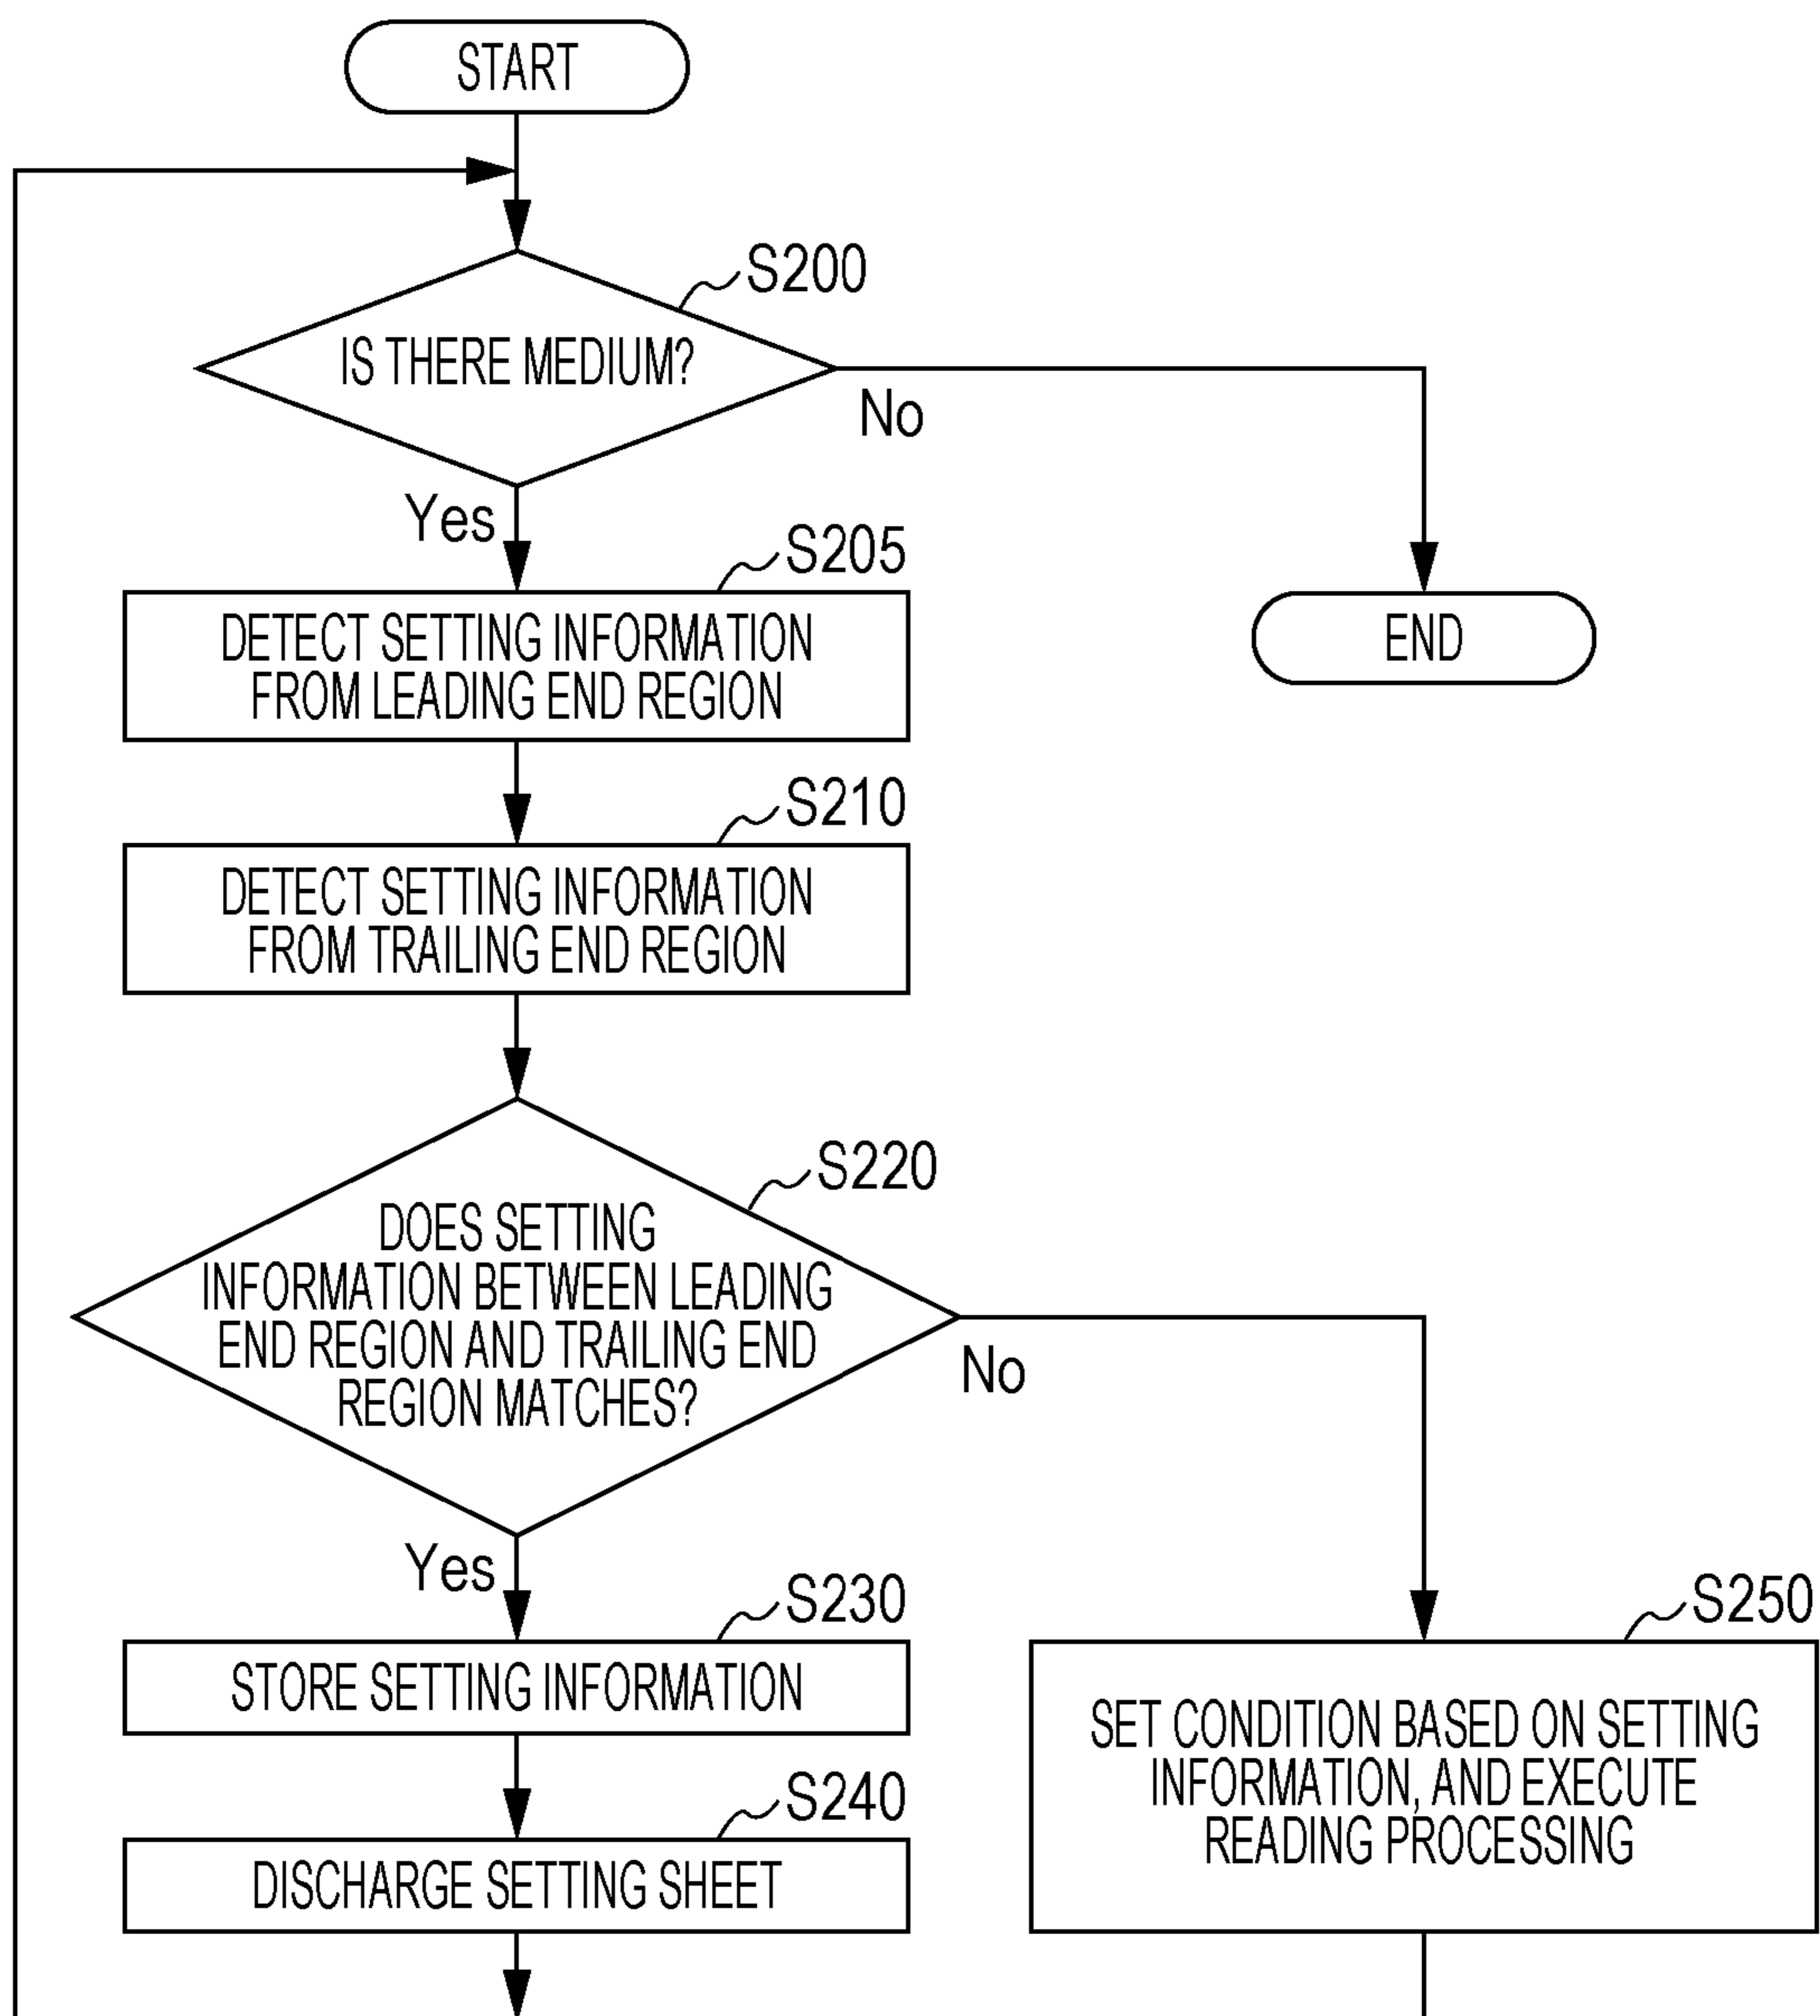 START
S200
IS THERE MEDIUM?
No
Yes
S205
DETECT SETTING INFORMATION
FROM LEADING END REGION
END
S210
DETECT SETTING INFORMATION
FROM TRAILING END REGION
S220
DOES SETTING
INFORMATION BETWEEN LEADING
END REGION AND TRAILING END
REGION MATCHES?
No
Yes
S230
STORE SETTING INFORMATION
S250
SET CONDITION BASED ON SETTING
INFORMATION, AND EXECUTE
READING PROCESSING
S240
DISCHARGE SETTING SHEET